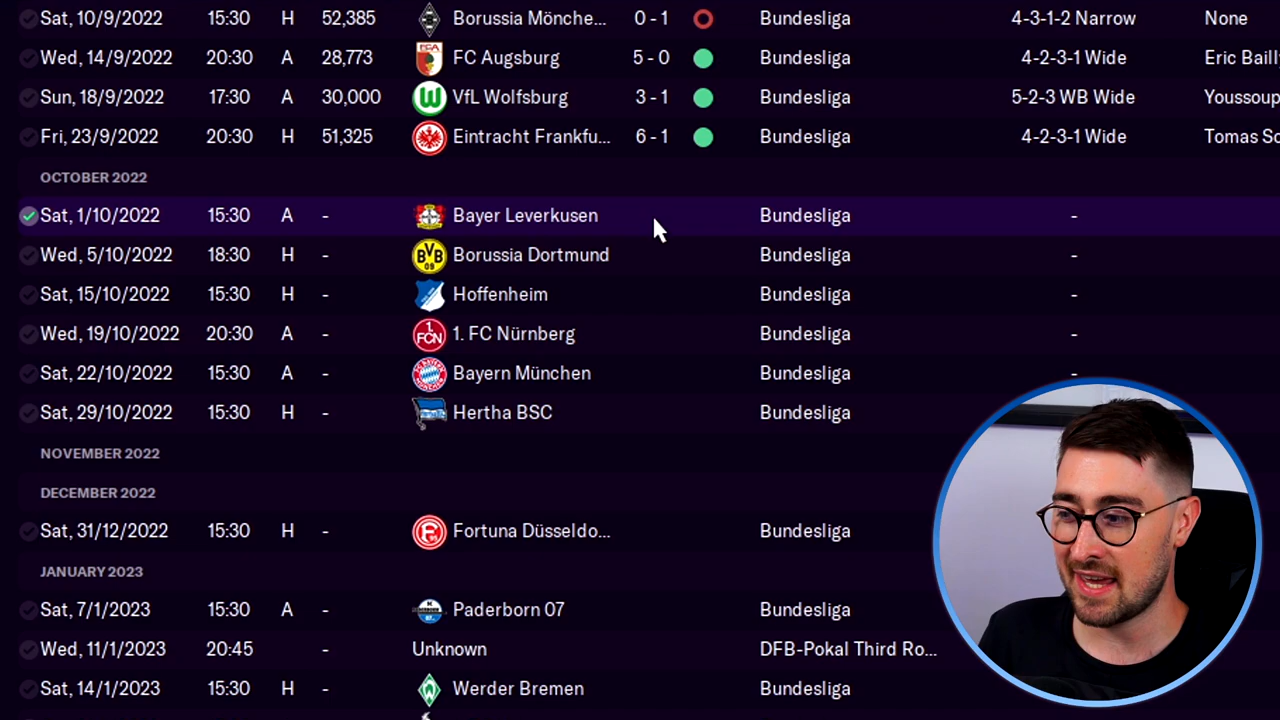 Sat, 10/9/2022 15:30 H 52,385 Borussia Mönche... 0 - 1 Bundesliga 4-3-1-2 Narrow None
Wed, 14/9/2022 20:30 A 28,773 FC Augsburg 5 - 0 Bundesliga 4-2-3-1 Wide Eric Baill
Sun, 18/9/2022 17:30 A 30,000 VfL Wolfsburg 3 - 1 Bundesliga 5-2-3 WB Wide Youssoup
Fri, 23/9/2022 20:30 H 51,325 Eintracht Frankfu... 6 - 1 Bundesliga 4-2-3-1 Wide Tomas So
OCTOBER 2022
Sat, 1/10/2022 15:30 A - Bayer Leverkusen Bundesliga -
Wed, 5/10/2022 18:30 H - Borussia Dortmund Bundesliga -
Sat, 15/10/2022 15:30 H - Hoffenheim Bundesliga -
Wed, 19/10/2022 20:30 A - 1. FC Nürnberg Bundesliga -
Sat, 22/10/2022 15:30 A - Bayern München Bundesliga -
Sat, 29/10/2022 15:30 H - Hertha BSC Bundesliga
NOVEMBER 2022
DECEMBER 2022
Sat, 31/12/2022 15:30 H - Fortuna Düsseldo... Bundesliga
JANUARY 2023
Sat, 7/1/2023 15:30 A - Paderborn 07 Bundesliga
Wed, 11/1/2023 20:45 - Unknown DFB-Pokal Third Ro...
Sat, 14/1/2023 15:30 H - Werder Bremen Bundesliga